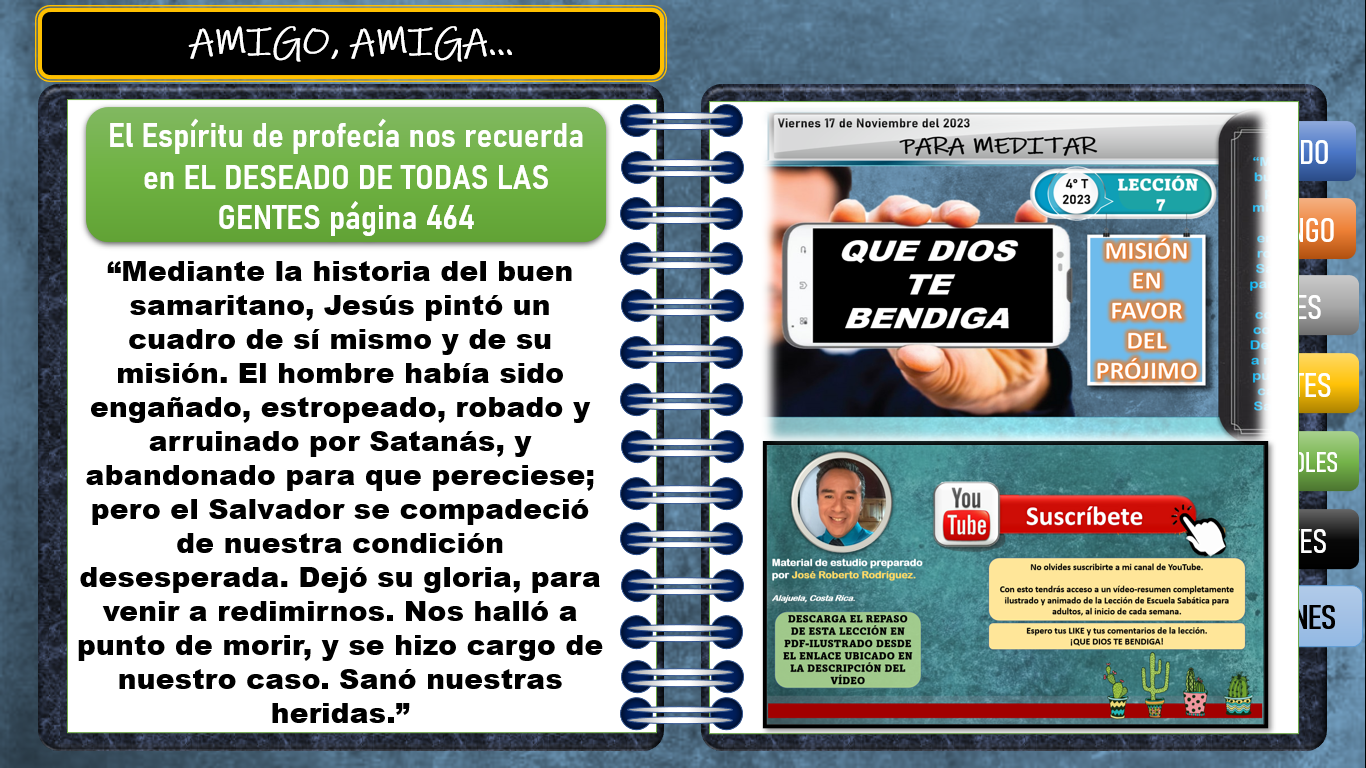 AMIGO, AMIGA...
El Espíritu de profecía nos recuerda
en EL DESEADO DE TODAS LAS
GENTES página 464
“Mediante la historia del buen
samaritano, Jesús pintó un
cuadro de sí mismo y de su
misión. El hombre había sido
engañado, estropeado, robado y
arruinado por Satanás, y
abandonado para que pereciese;
pero el Salvador se compadeció
de nuestra condición
desesperada. Dejó su gloria, para
venir a redimirnos. Nos halló a
punto de morir, y se hizo cargo de
nuestro caso. Sanó nuestras
heridas.”
Viernes 17 de Noviembre del 2023
PARA MEDITAR
4° T
2023
LECCIÓN
7
QUE DIOS
TE
BENDIGA
MISIÓN
EN
FAVOR
DEL
PRÓJIMO
You
Tube
Suscríbete
Material de estudio preparado
por José Roberto Rodríguez.
Alajuela, Costa Rica.
DESCARGA EL REPASO
DE ESTA LECCIÓN EN
PDF-ILUSTRADO DESDE
EL ENLACE UBICADO EN
LA DESCRIPCIÓN DEL
VÍDEO
No olvides suscribirte a mi canal de YouTube.
Con esto tendrás acceso a un vídeo-resumen completamente
ilustrado y animado de la Lección de Escuela Sabática para
adultos, al inicio de cada semana.
Espero tus LIKE y tus comentarios de la lección.
¡QUE DIOS TE BENDIGA!
DO
NGO
ES
TES
OLES
ES
NES